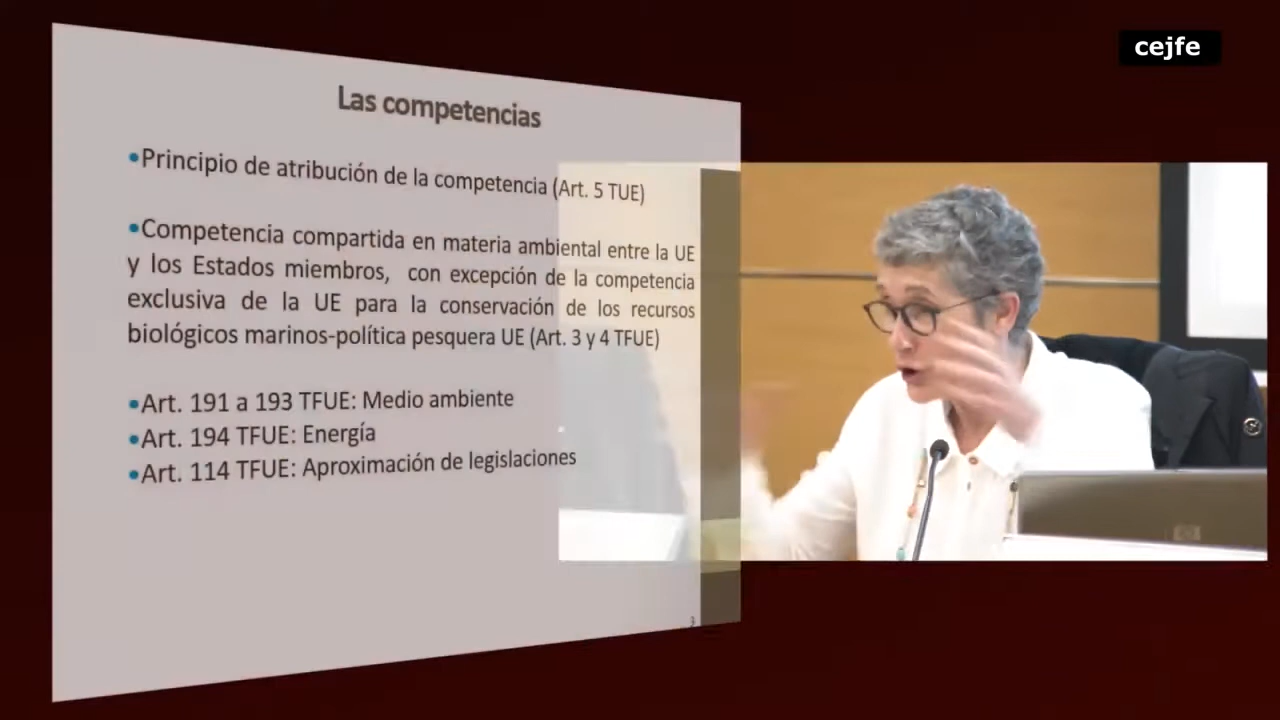 cejfe
Las competencias
•Principio de atribución de la competencia (Art. 5 TUE)
•Competencia compartida en materia ambiental entre la UE
y los Estados miembros, con excepción de la competencia
exclusiva de la UE para la conservación de los recursos
biológicos marinos-política pesquera UE (Art. 3 y 4 TFUE)
•Art. 191 a 193 TFUE: Medio ambiente
•Art. 194 TFUE: Energía
•Art. 114 TFUE: Aproximación de legislaciones
3